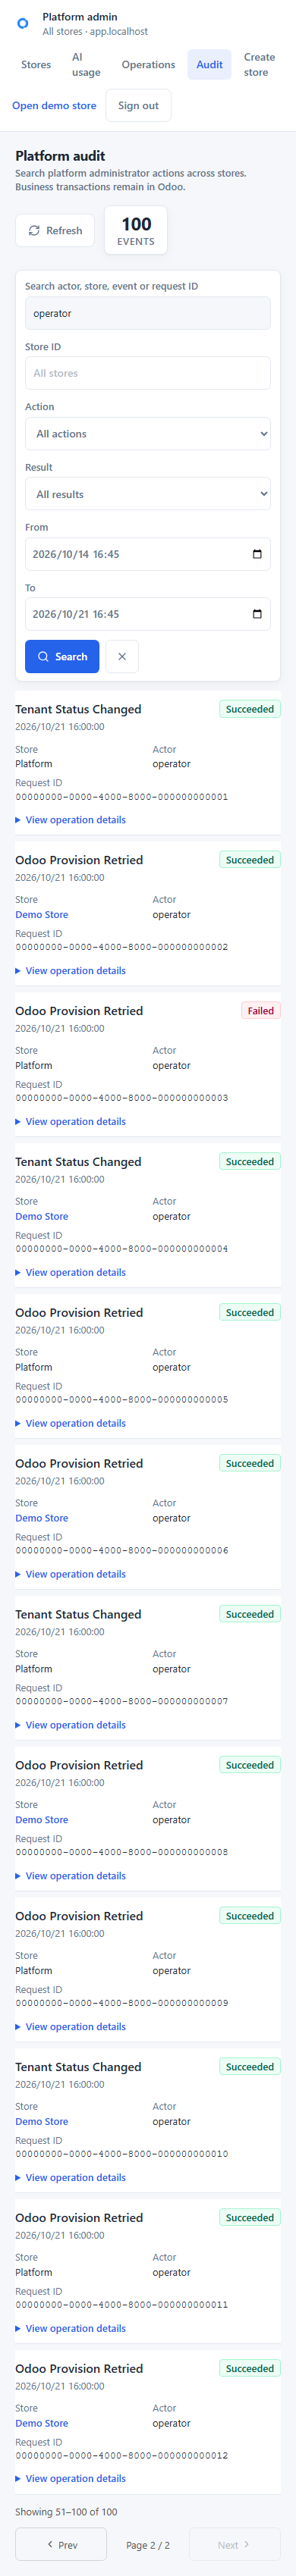 Platform admin
All stores · app.localhost
Stores
AI usage
Operations
Audit
Create store
Open demo store
Sign out
Platform audit
Search platform administrator actions across stores.
Business transactions remain in Odoo.
Refresh
100
EVENTS
Search actor, store, event or request ID
operator
Store ID
All stores
Action
All actions
Result
All results
From
2026/10/14 16:45
To
2026/10/21 16:45
Search
Tenant Status Changed Succeeded
2026/10/21 16:00:00
Store Actor
Platform operator
Request ID
00000000-0000-4000-8000-000000000001
View operation details
Odoo Provision Retried Succeeded
2026/10/21 16:00:00
Store Actor
Demo Store operator
Request ID
00000000-0000-4000-8000-000000000002
View operation details
Odoo Provision Retried Failed
2026/10/21 16:00:00
Store Actor
Platform operator
Request ID
00000000-0000-4000-8000-000000000003
View operation details
Tenant Status Changed Succeeded
2026/10/21 16:00:00
Store Actor
Demo Store operator
Request ID
00000000-0000-4000-8000-000000000004
View operation details
Odoo Provision Retried Succeeded
2026/10/21 16:00:00
Store Actor
Platform operator
Request ID
00000000-0000-4000-8000-000000000005
View operation details
Odoo Provision Retried Succeeded
2026/10/21 16:00:00
Store Actor
Demo Store operator
Request ID
00000000-0000-4000-8000-000000000006
View operation details
Tenant Status Changed Succeeded
2026/10/21 16:00:00
Store Actor
Platform operator
Request ID
00000000-0000-4000-8000-000000000007
View operation details
Odoo Provision Retried Succeeded
2026/10/21 16:00:00
Store Actor
Demo Store operator
Request ID
00000000-0000-4000-8000-000000000008
View operation details
Odoo Provision Retried Succeeded
2026/10/21 16:00:00
Store Actor
Platform operator
Request ID
00000000-0000-4000-8000-000000000009
View operation details
Tenant Status Changed Succeeded
2026/10/21 16:00:00
Store Actor
Demo Store operator
Request ID
00000000-0000-4000-8000-000000000010
View operation details
Odoo Provision Retried Succeeded
2026/10/21 16:00:00
Store Actor
Platform operator
Request ID
00000000-0000-4000-8000-000000000011
View operation details
Odoo Provision Retried Succeeded
2026/10/21 16:00:00
Store Actor
Demo Store operator
Request ID
00000000-0000-4000-8000-000000000012
View operation details
Showing 51–100 of 100
Prev Page 2 / 2 Next